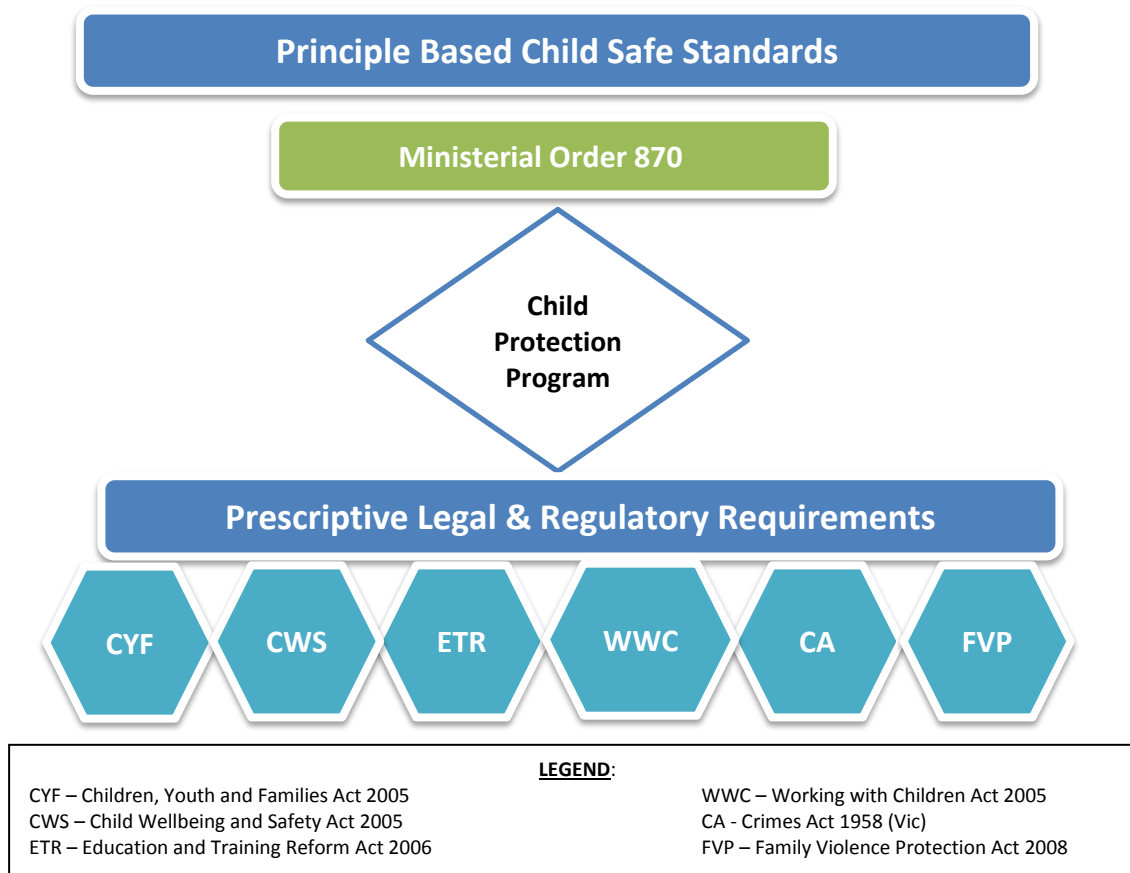 Principle Based Child Safe Standards
Ministerial Order 870
Child
Protection
Program
Prescriptive Legal & Regulatory Requirements
CYF
CWS
ETR
WWC
CA
FVP
LEGEND:
CYF – Children, Youth and Families Act 2005
CWS – Child Wellbeing and Safety Act 2005
ETR – Education and Training Reform Act 2006
WWC – Working with Children Act 2005
CA - Crimes Act 1958 (Vic)
FVP – Family Violence Protection Act 2008